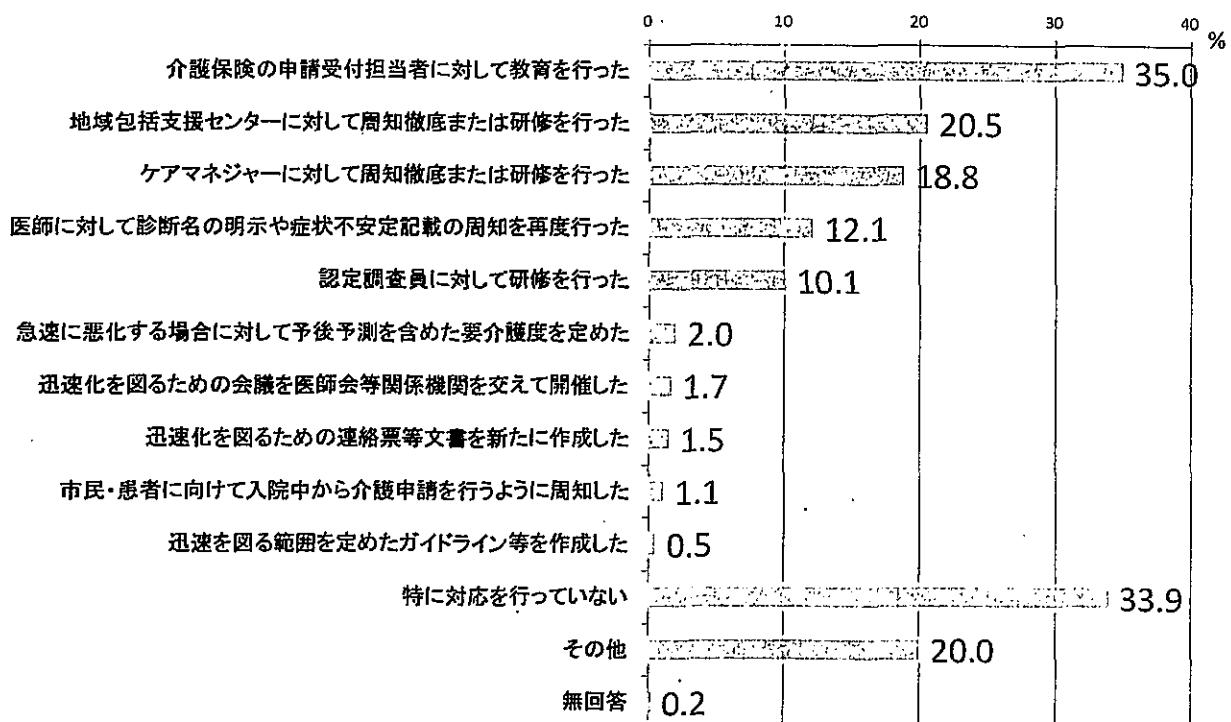 0 10 20 30 40
%
介護保険の申請受付担当者に対して教育を行った 35.0
地域包括支援センターに対して周知徹底または研修を行った 20.5
ケアマネジャーに対して周知徹底または研修を行った 18.8
医師に対して診断名の明示や症状不安定記載の周知を再度行った 12.1
認定調査員に対して研修を行った 10.1
急速に悪化する場合に対して予後予測を含めた要介護度を定めた 2.0
迅速化を図るための会議を医師会等関係機関を交えて開催した 1.7
迅速化を図るための連絡票等文書を新たに作成した 1.5
市民・患者に向けて入院中から介護申請を行うように周知した 1.1
迅速を図る範囲を定めたガイドライン等を作成した 0.5
特に対応を行っていない 33.9
その他 20.0
無回答 0.2